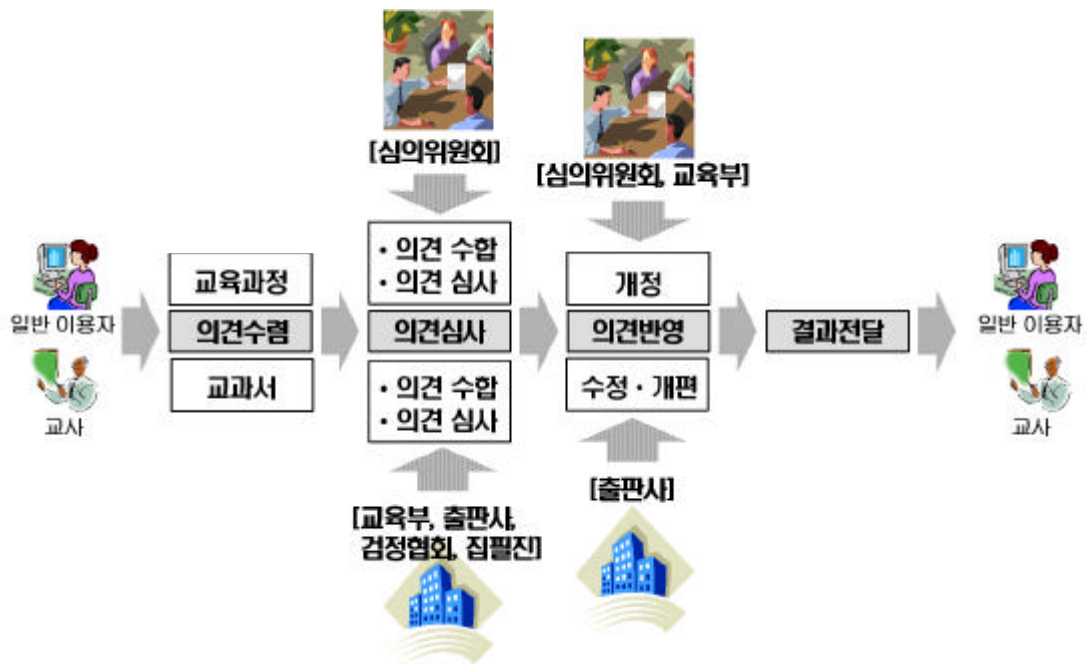 [심의위원회]
[심의위원회, 교육부]
• 의견 수합
• 의견 심사
교육과정
개정
일반 이용자
의견수렴
의견심사
의견반영
결과전달
일반 이용자
교과서
• 의견 수합
• 의견 심사
수정·개편
교사
교사
[교육부, 출판사,
검정협회, 집필진]
[출판사]